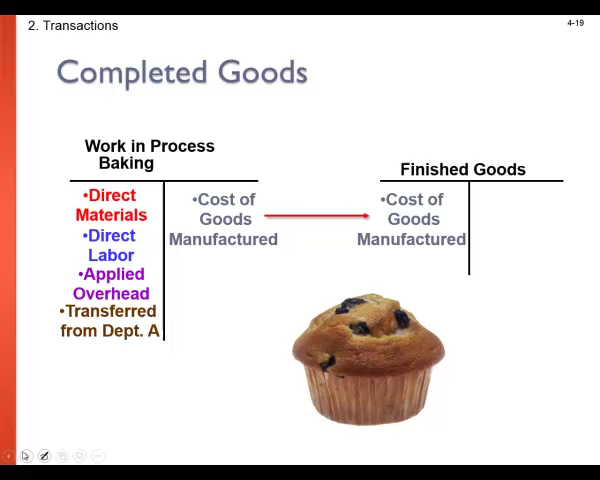 2. Transactions
4-19
Completed Goods
Work in Process
Baking
•Direct
Materials
•Direct
Labor
•Applied
Overhead
•Transferred
from Dept. A
•Cost of
Goods
Manufactured
Finished Goods
•Cost of
Goods
Manufactured